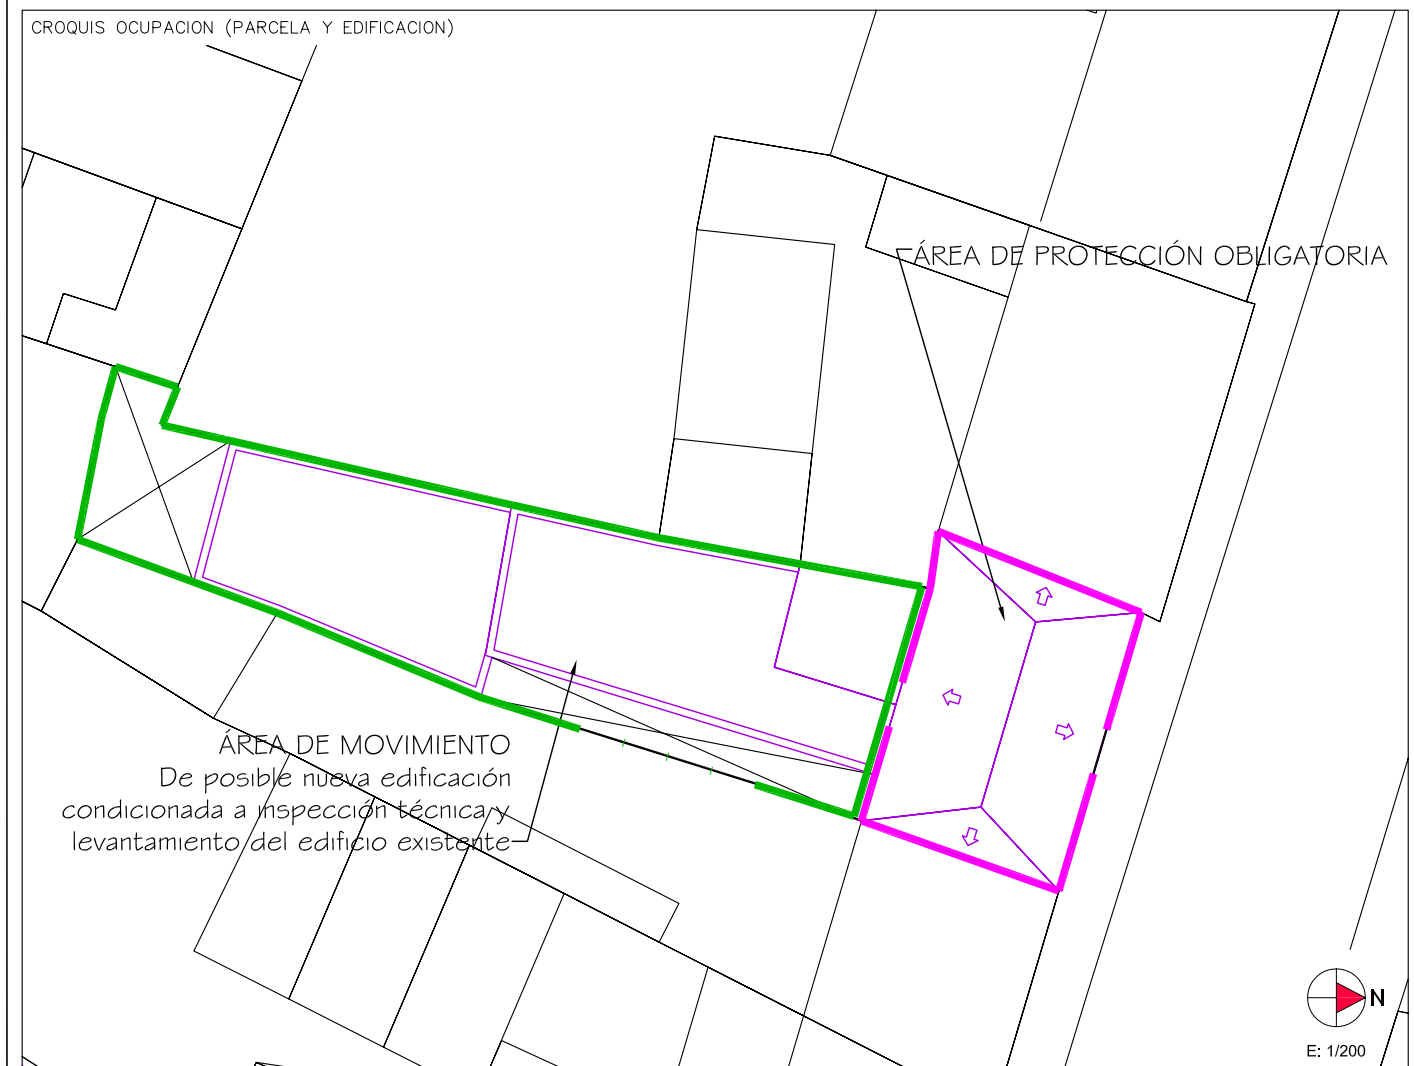 CROQUIS OCUPACION (PARCELA Y EDIFICACION)
ÁREA DE PROTECCIÓN OBLIGATORIA
ÁREA DE MOVIMIENTO
De posible nueva edificación
condicionada a inspección técnica y
levantamiento del edificio existente
N
E: 1/200